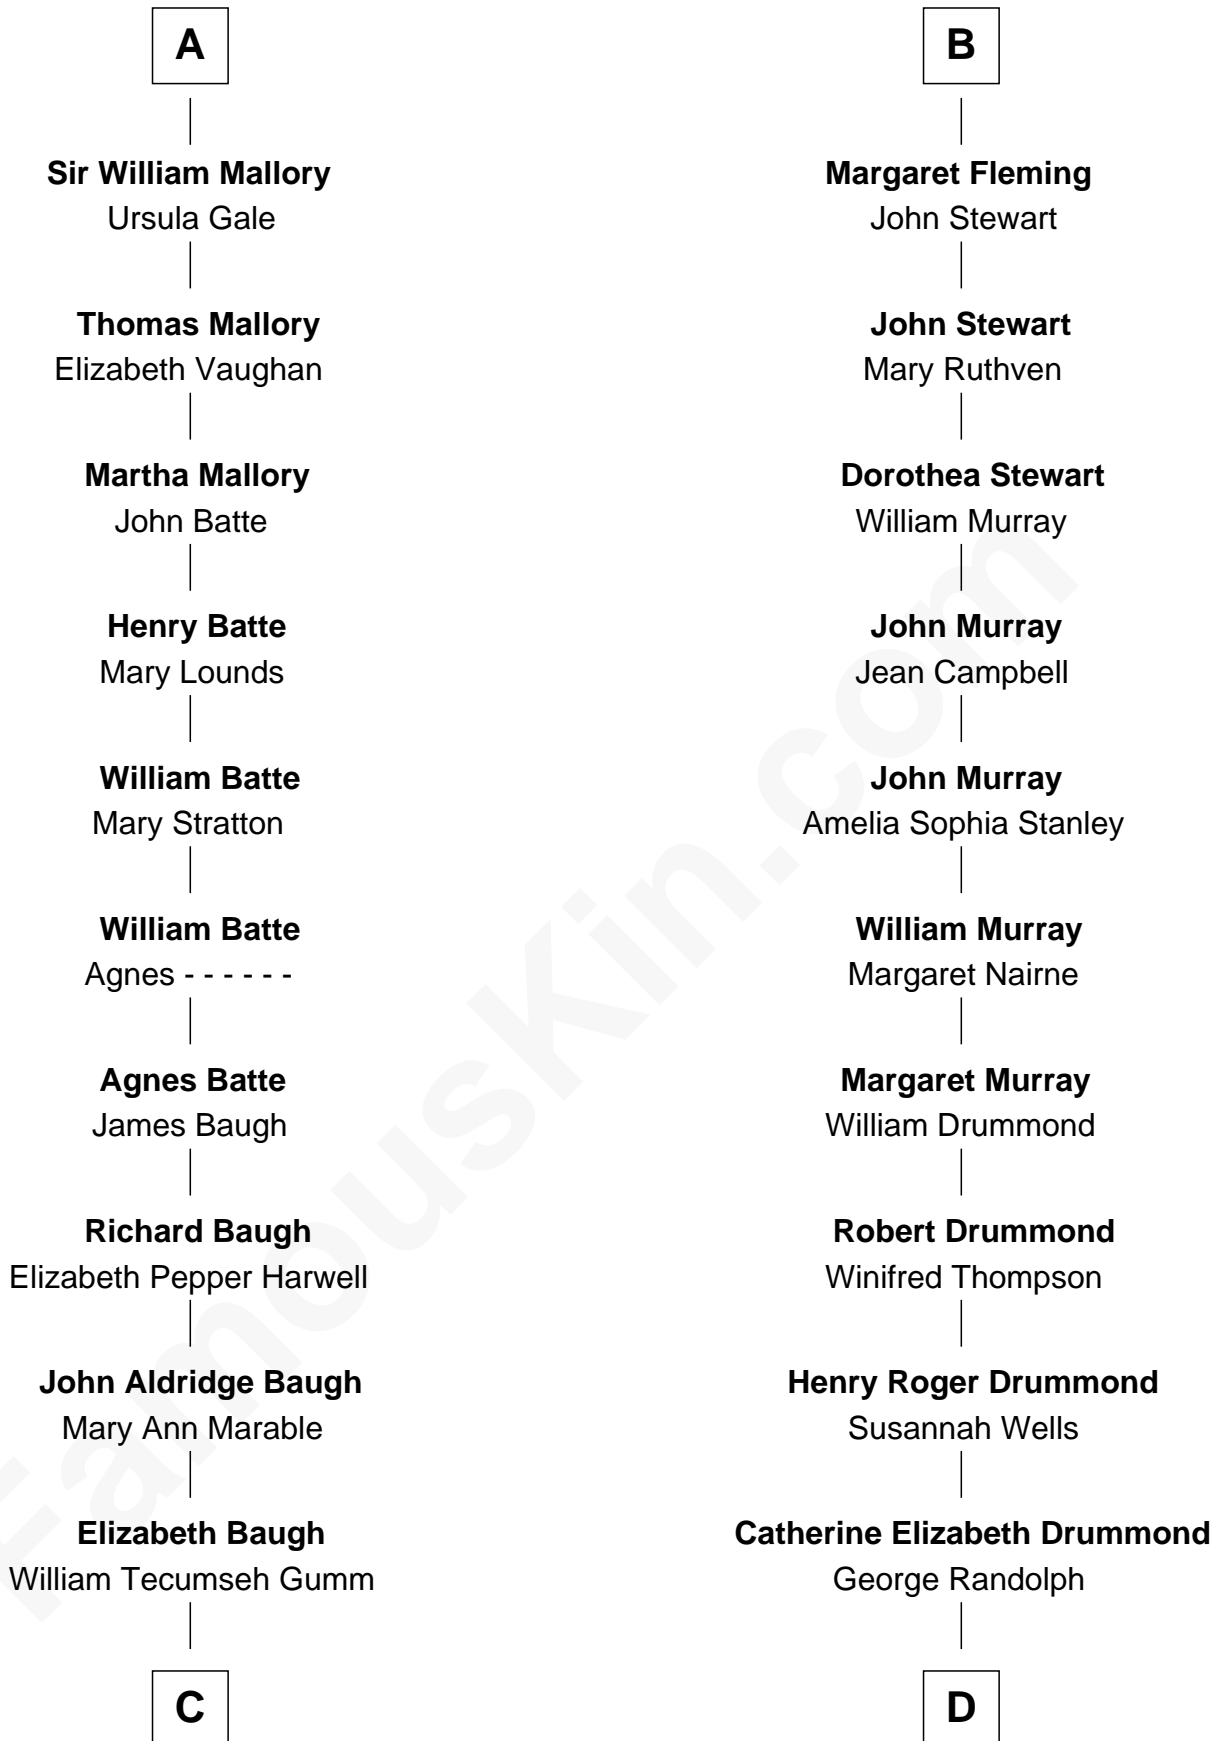 A
Sir William Mallory
Ursula Gale
Thomas Mallory
Elizabeth Vaughan
Martha Mallory
John Batte
Henry Batte
Mary Lounds
William Batte
Mary Stratton
William Batte
Agnes - - - - - -
Agnes Batte
James Baugh
Richard Baugh
Elizabeth Pepper Harwell
John Aldridge Baugh
Mary Ann Marable
Elizabeth Baugh
William Tecumseh Gumm
C
B
Margaret Fleming
John Stewart
John Stewart
Mary Ruthven
Dorothea Stewart
William Murray
John Murray
Jean Campbell
John Murray
Amelia Sophia Stanley
William Murray
Margaret Nairne
Margaret Murray
William Drummond
Robert Drummond
Winifred Thompson
Henry Roger Drummond
Susannah Wells
Catherine Elizabeth Drummond
George Randolph
D
FamousKin.com